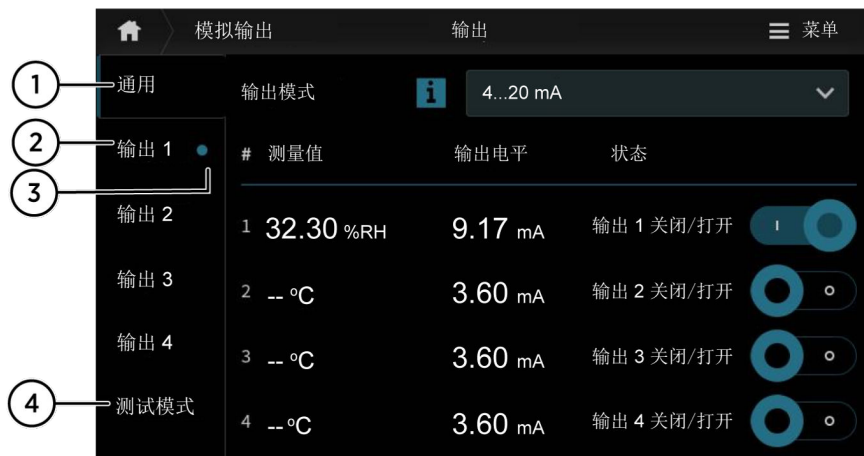 模拟输出 输出 菜单
1 通用 输出模式 i 4...20 mA
2 输出 1 # 测量值 输出电平 状态
3
输出 2 1 32.30 %RH 9.17 mA 输出 1 关闭/打开 I
输出 3 2 -- °C 3.60 mA 输出 2 关闭/打开 O
输出 4 3 -- °C 3.60 mA 输出 3 关闭/打开 O
4 测试模式 4 -- °C 3.60 mA 输出 4 关闭/打开 O